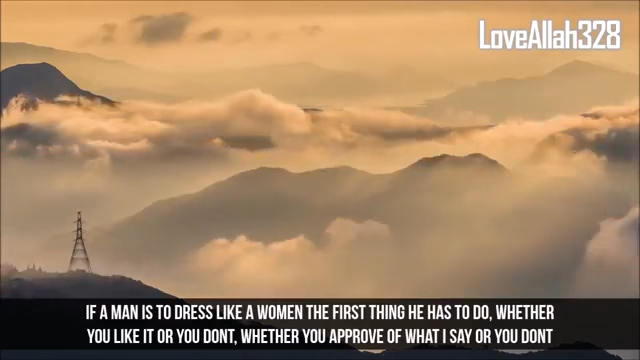 LoveAllah328
IF A MAN IS TO DRESS LIKE A WOMEN THE FIRST THING HE HAS TO DO, WHETHER
YOU LIKE IT OR YOU DONT, WHETHER YOU APPROVE OF WHAT I SAY OR YOU DONT